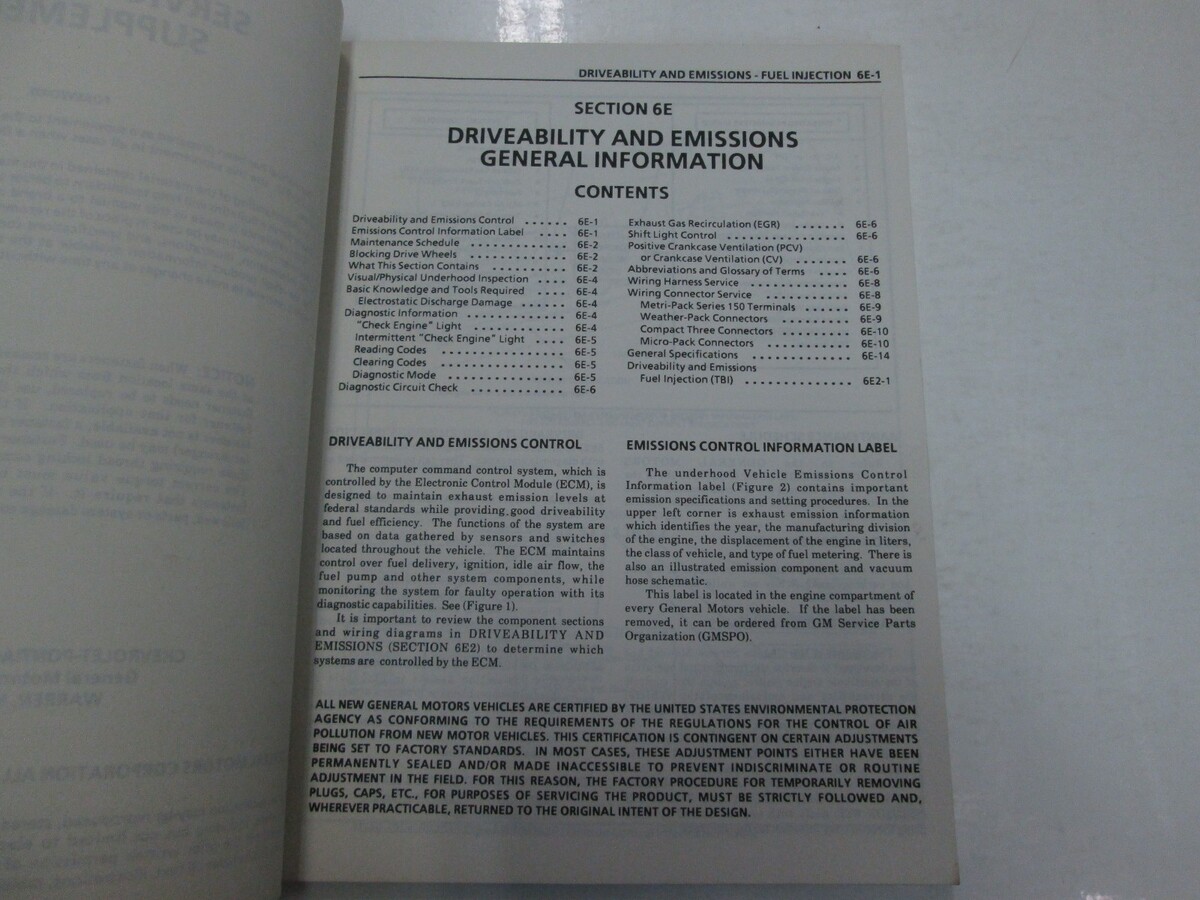 DRIVEABILITY AND EMISSIONS - FUEL INJECTION 6E-1
SECTION 6E
DRIVEABILITY AND EMISSIONS
GENERAL INFORMATION
CONTENTS
Driveability and Emissions Control . . . . . . 6E-1
Emissions Control Information Label . . . . 6E-1
Maintenance Schedule . . . . . . . . . . . . 6E-2
Blocking Drive Wheels . . . . . . . . . . . . 6E-2
What This Section Contains . . . . . . . . . . 6E-2
Visual/Physical Underhood Inspection . . . . 6E-4
Basic Knowledge and Tools Required . . . . 6E-4
Electrostatic Discharge Damage . . . . . . 6E-4
Diagnostic Information . . . . . . . . . . . . 6E-4
"Check Engine" Light . . . . . . . . . . . 6E-4
Intermittent "Check Engine" Light . . . . 6E-5
Reading Codes . . . . . . . . . . . . . . . 6E-5
Clearing Codes . . . . . . . . . . . . . . . 6E-5
Diagnostic Mode . . . . . . . . . . . . . . 6E-5
Diagnostic Circuit Check . . . . . . . . . . . . 6E-6
Exhaust Gas Recirculation (EGR) . . . . . . . 6E-6
Shift Light Control . . . . . . . . . . . . . . . . 6E-6
Positive Crankcase Ventilation (PCV)
or Crankcase Ventilation (CV) . . . . . . . 6E-6
Abbreviations and Glossary of Terms . . . . 6E-6
Wiring Harness Service . . . . . . . . . . . . . 6E-8
Wiring Connector Service . . . . . . . . . . . 6E-8
Metri-Pack Series 150 Terminals . . . . . . 6E-9
Weather-Pack Connectors . . . . . . . . . 6E-9
Compact Three Connectors . . . . . . . . . 6E-10
Micro-Pack Connectors . . . . . . . . . . . 6E-10
General Specifications . . . . . . . . . . . . . 6E-14
Driveability and Emissions
Fuel Injection (TBI) . . . . . . . . . . . . . . 6E2-1
DRIVEABILITY AND EMISSIONS CONTROL
The computer command control system, which is
controlled by the Electronic Control Module (ECM), is
designed to maintain exhaust emission levels at
federal standards while providing good driveability
and fuel efficiency. The functions of the system are
based on data gathered by sensors and switches
located throughout the vehicle. The ECM maintains
control over fuel delivery, ignition, idle air flow, the
fuel pump and other system components, while
monitoring the system for faulty operation with its
diagnostic capabilities. See (Figure 1).
It is important to review the component sections
and wiring diagrams in DRIVEABILITY AND
EMISSIONS (SECTION 6E2) to determine which
systems are controlled by the ECM.
EMISSIONS CONTROL INFORMATION LABEL
The underhood Vehicle Emissions Control
Information label (Figure 2) contains important
emission specifications and setting procedures. In the
upper left corner is exhaust emission information
which identifies the year, the manufacturing division
of the engine, the displacement of the engine in liters,
the class of vehicle, and type of fuel metering. There is
also an illustrated emission component and vacuum
hose schematic.
This label is located in the engine compartment of
every General Motors vehicle. If the label has been
removed, it can be ordered from GM Service Parts
Organization (GMSPO).
ALL NEW GENERAL MOTORS VEHICLES ARE CERTIFIED BY THE UNITED STATES ENVIRONMENTAL PROTECTION
AGENCY AS CONFORMING TO THE REQUIREMENTS OF THE REGULATIONS FOR THE CONTROL OF AIR
POLLUTION FROM NEW MOTOR VEHICLES. THIS CERTIFICATION IS CONTINGENT ON CERTAIN ADJUSTMENTS
BEING SET TO FACTORY STANDARDS. IN MOST CASES, THESE ADJUSTMENT POINTS EITHER HAVE BEEN
PERMANENTLY SEALED AND/OR MADE INACCESSIBLE TO PREVENT INDISCRIMINATE OR ROUTINE
ADJUSTMENT IN THE FIELD. FOR THIS REASON, THE FACTORY PROCEDURE FOR TEMPORARILY REMOVING
PLUGS, CAPS, ETC., FOR PURPOSES OF SERVICING THE PRODUCT, MUST BE STRICTLY FOLLOWED AND,
WHEREVER PRACTICABLE, RETURNED TO THE ORIGINAL INTENT OF THE DESIGN.